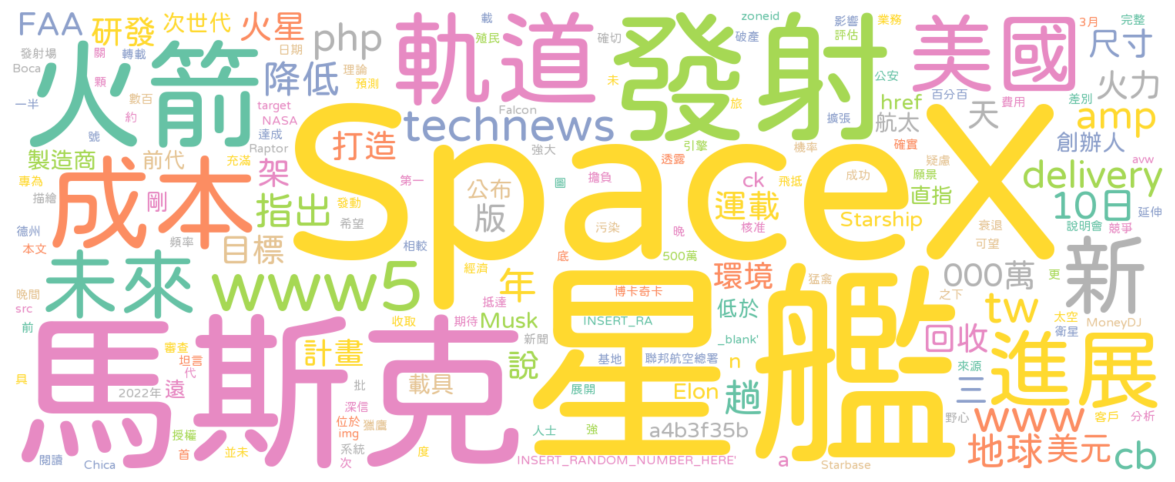 FAA
研發
次世代
火星
php
軌道
殖民
載
確切
zoneid
破產
影響
評估
業務
發射
美國
3月
完整
尺寸
發射場
Boca
關
轉載
日期
火箭
降低
理論
預測
未
旅
公安
百分百
火力
差別
一半
數百
顆
約
號
target
NASA
technews
Falcon
擴張
href
航太
天
費用
amp
達成
Raptor
打造
強大
引擎
機率
確實
創辦人
製造商
前代
充滿
架
SpaceX
透露
飛抵
成功
疑慮
願景
avw
delivery
專為
描繪
成本
剛
指出
發動
希望
第一
公布
版
圖
擔負
ck
運載
核准
直指
Starship
10日
延伸
德州
本文
頻率
目標
相較
污染
晚
衰退
可望
說明會
競爭
未來
www5
經濟
年
底
500萬
環境
猛禽
000萬
更
新
晚間
src
前
收取
抵達
期待
Musk
博卡奇卡
低於
之下
tw
太空
衛星
MoneyDJ
馬斯克
審查
坦言
代
計畫
新聞
說
星艦
INSERT_RA
_blank'
n
回收
來源
進展
員
2022年
遠
批
載具
基地
聯邦航空總署
展開
Elon
趟
三
授權
首
並未
深信
位於
img
獵鷹
系統
次
度
人士
強
a4b3f35b
野心
www
客戶
分析
閱讀
Chica
INSERT_RANDOM_NUMBER_HERE'
a
Starbase
地球
美元
cb